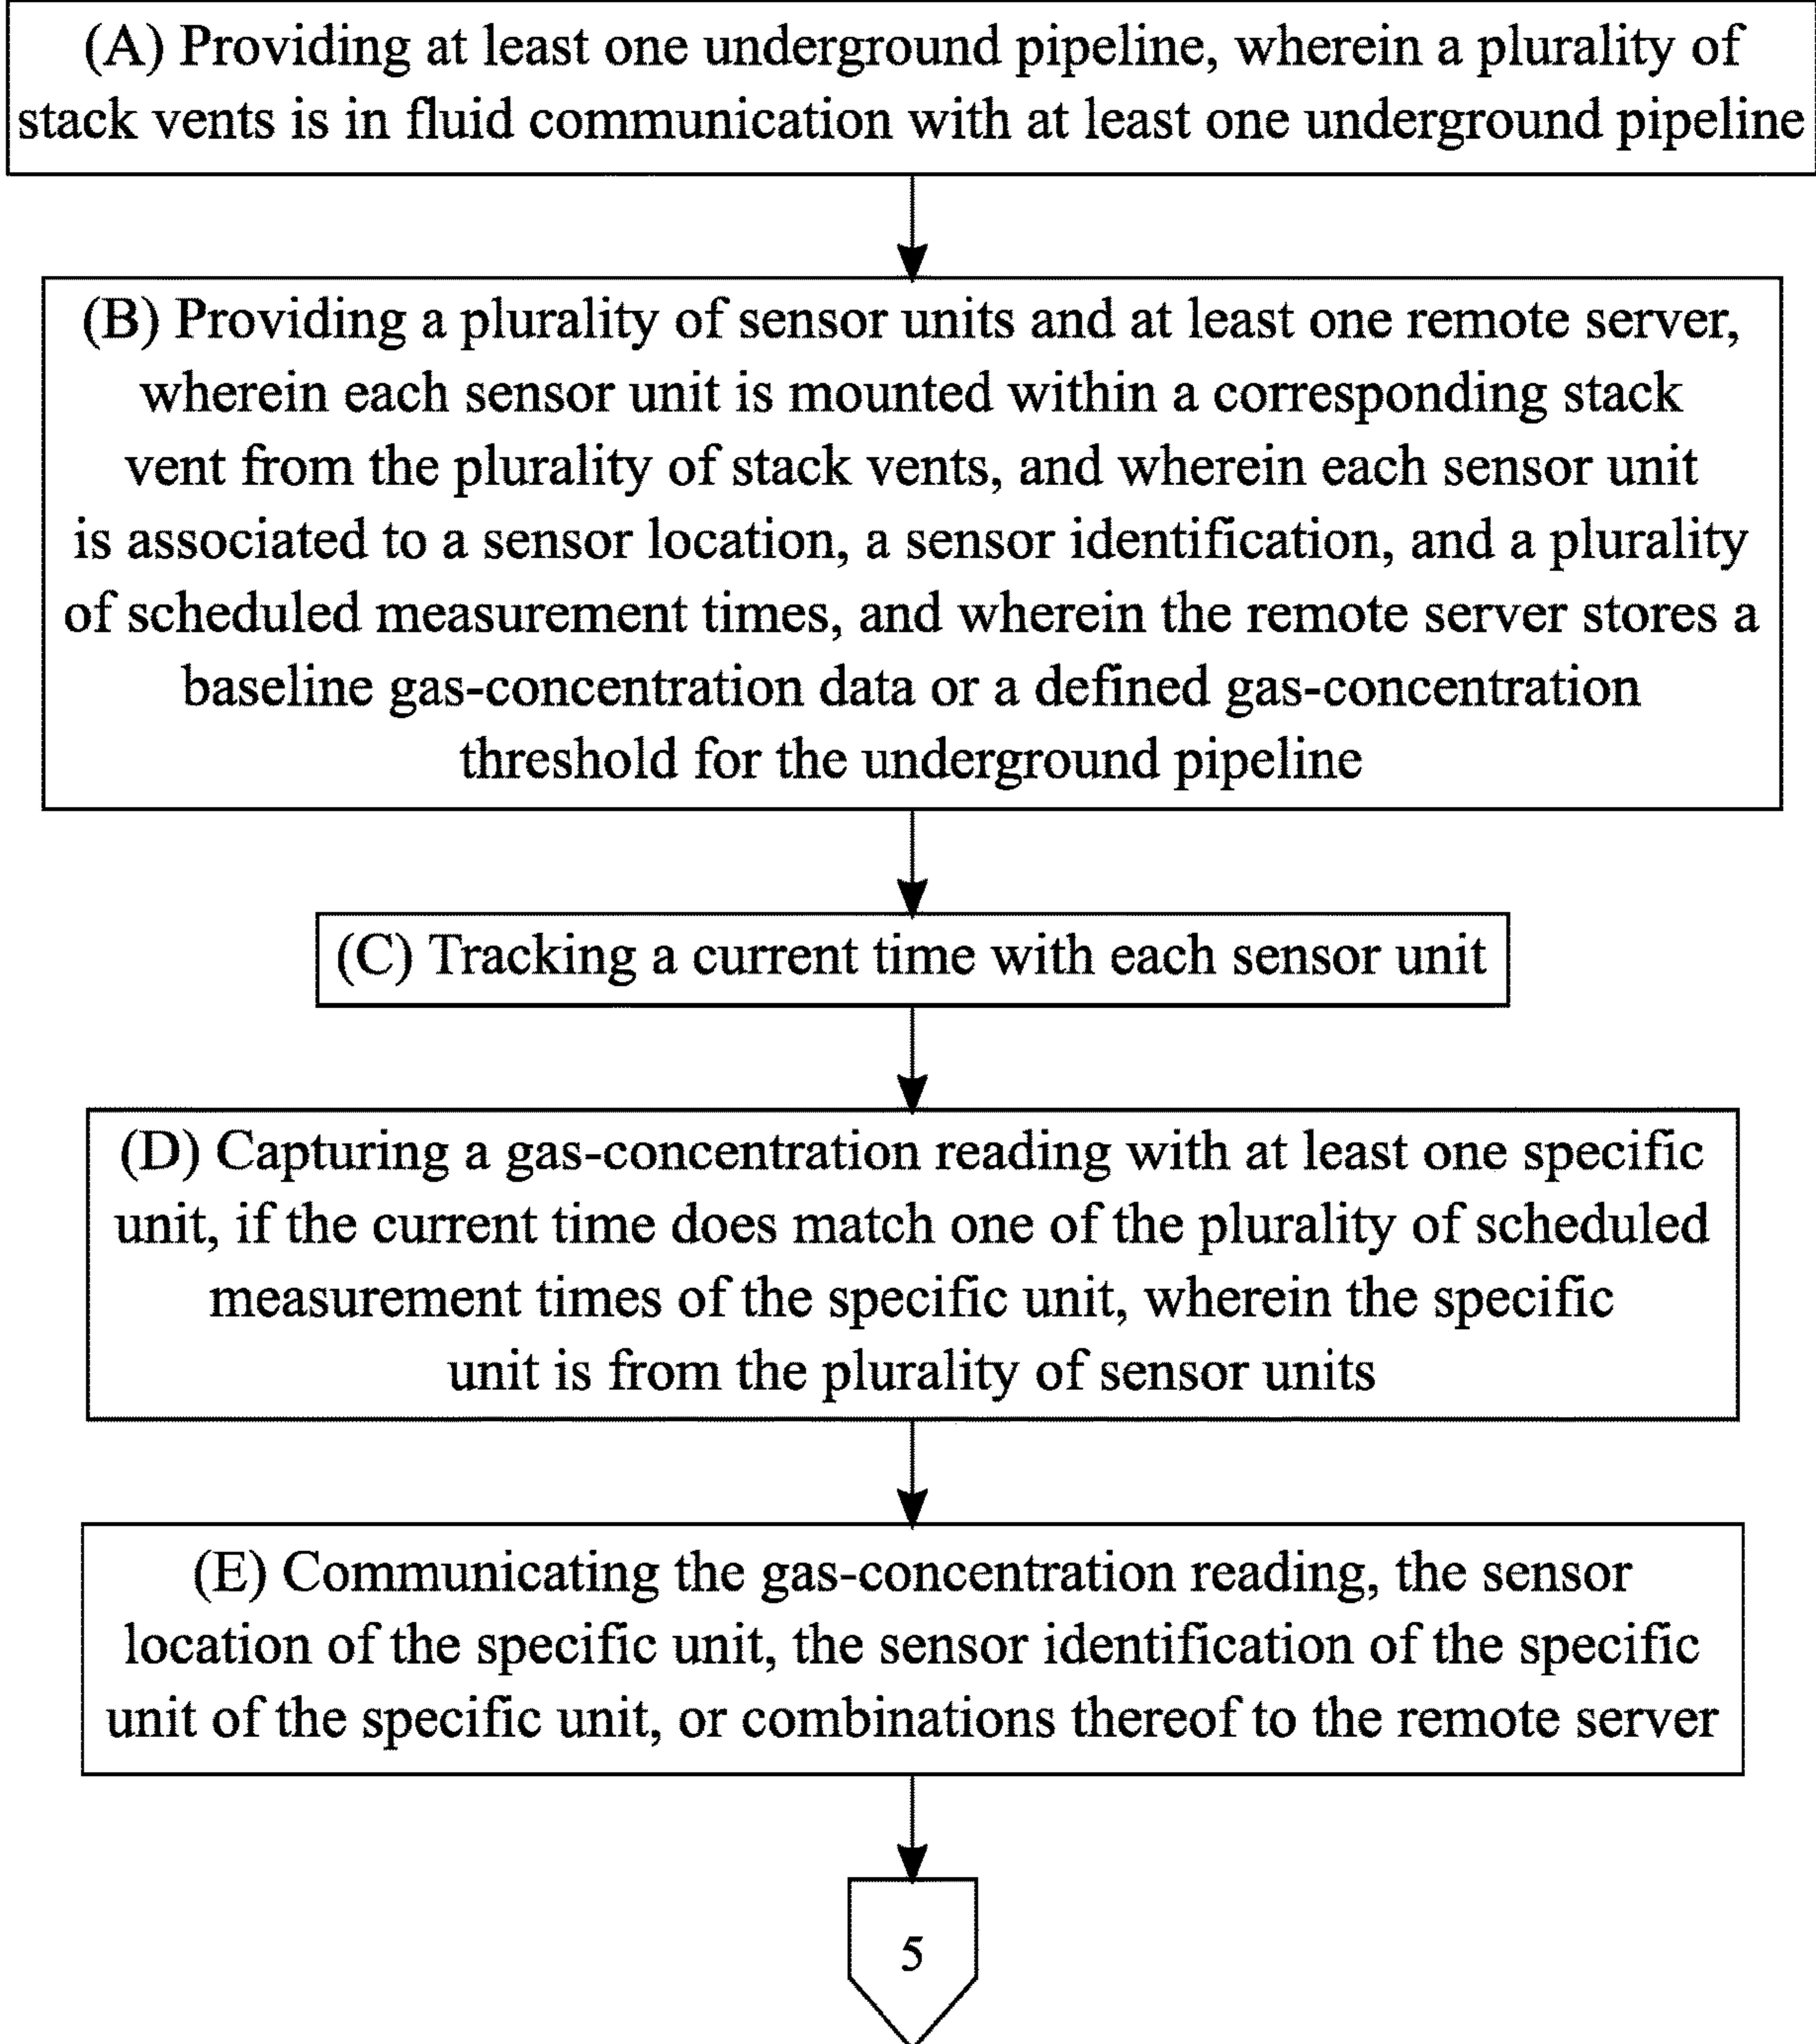 (A) Providing at least one underground pipeline, wherein a plurality of
stack vents is in fluid communication with at least one underground pipeline
(B) Providing a plurality of sensor units and at least one remote server,
wherein each sensor unit is mounted within a corresponding stack
vent from the plurality of stack vents, and wherein each sensor unit
is associated to a sensor location, a sensor identification, and a plurality
of scheduled measurement times, and wherein the remote server stores a
baseline gas-concentration data or a defined gas-concentration
threshold for the underground pipeline
(C) Tracking a current time with each sensor unit
(D) Capturing a gas-concentration reading with at least one specific
unit, if the current time does match one of the plurality of scheduled
measurement times of the specific unit, wherein the specific
unit is from the plurality of sensor units
(E) Communicating the gas-concentration reading, the sensor
location of the specific unit, the sensor identification of the specific
unit of the specific unit, or combinations thereof to the remote server
5